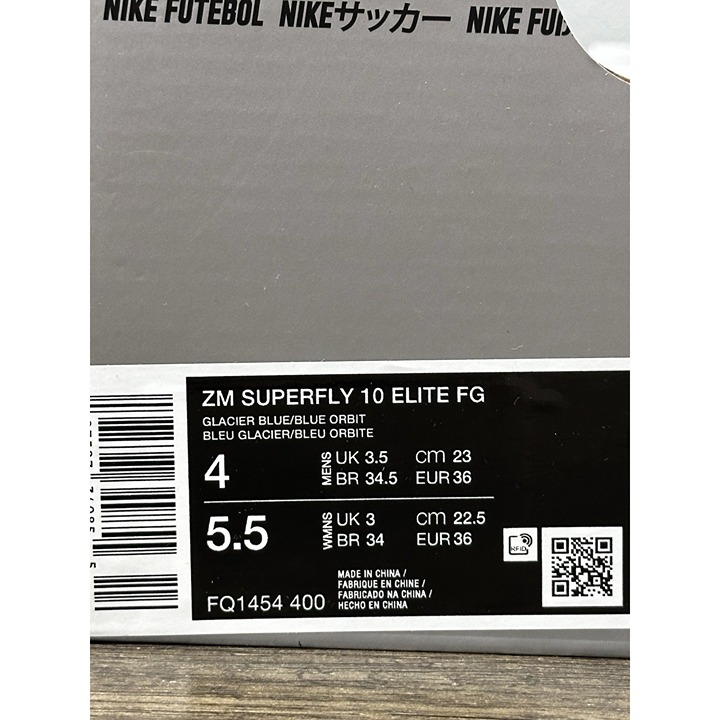 NIKE FUTEBOL NIKEサッカー NIKE
ZM SUPERFLY 10 ELITE FG
GLACIER BLUE/BLUE ORBIT
BLEU GLACIER/BLEU ORBITE
4 MENS UK 3.5 cm 23
BR 34.5 EUR 36
5.5 WMNS UK 3 cm 22.5
BR 34 EUR 36
RFID
MADE IN CHINA /
FABRIQUE EN CHINE /
FABRICADO NA CHINA /
HECHO EN CHINA
FQ1454 400